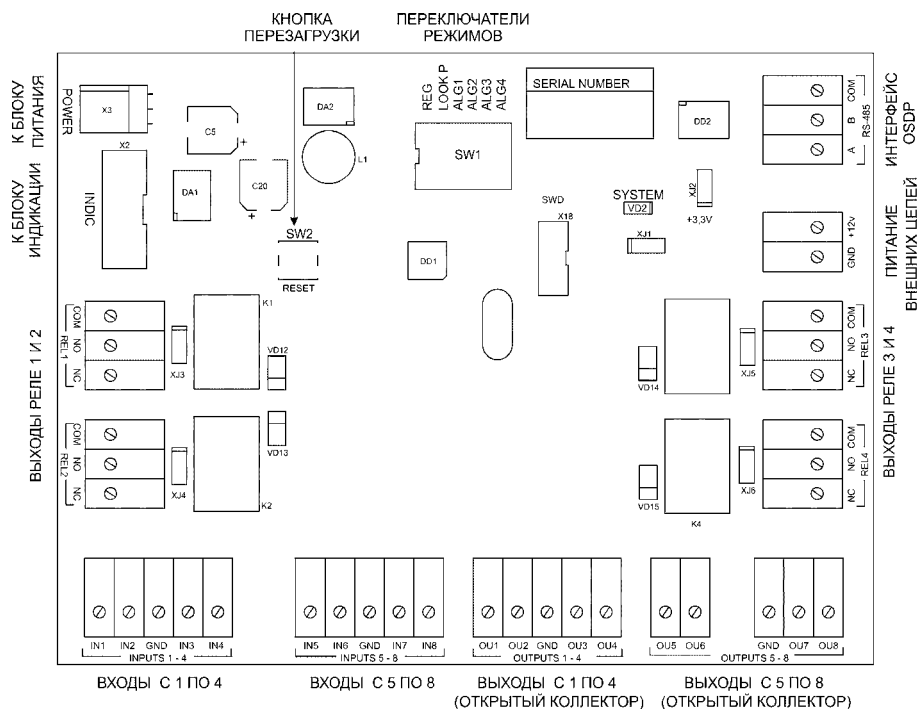 КНОПКА
ПЕРЕЗАГРУЗКИ
ПЕРЕКЛЮЧАТЕЛИ
РЕЖИМОВ
К БЛОКУ
ПИТАНИЯ
POWER
X3
C5
+
DA2
L1
REG
LOOK P
ALG1
ALG2
ALG3
ALG4
SW1
SERIAL NUMBER
DD2
COM
B
A
RS-485
ИНТЕРФЕЙС
OSDP
К БЛОКУ
ИНДИКАЦИИ
INDIC
X2
DA1
C20
+
SW2
RESET
DD1
SWD
X18
SYSTEM
VD2
XJ1
XJ2
+3,3V
+12v
GND
ПИТАНИЕ
ВНЕШНИХ ЦЕПЕЙ
ВЫХОДЫ РЕЛЕ 1 И 2
COM
NO
NC
REL1
XJ3
K1
VD12
COM
NO
NC
REL2
XJ4
K2
VD13
VD14
XJ5
COM
NO
NC
REL3
VD15
K4
XJ6
COM
NO
NC
REL4
ВЫХОДЫ РЕЛЕ 3 И 4
IN1 IN2 GND IN3 IN4
INPUTS 1 - 4
IN5 IN6 GND IN7 IN8
INPUTS 5 - 8
OU1 OU2 GND OU3 OU4
OUTPUTS 1 - 4
OU5 OU6 GND OU7 OU8
OUTPUTS 5 - 8
ВХОДЫ С 1 ПО 4
ВХОДЫ С 5 ПО 8
ВЫХОДЫ С 1 ПО 4
(ОТКРЫТЫЙ КОЛЛЕКТОР)
ВЫХОДЫ С 5 ПО 8
(ОТКРЫТЫЙ КОЛЛЕКТОР)